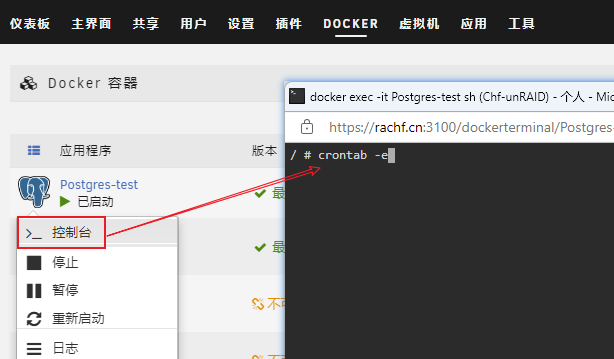 仪表板 主界面 共享 用户 设置 插件 DOCKER 虚拟机 应用 工具
Docker 容器
docker exec -it Postgres-test sh (Chf-unRAID) - 个人 - Mic
https://rachf.cn:3100/dockerterminal/Postgres-
/ # crontab -e
应用程序 版本
Postgres-test
已启动
最
控制台
停止
最
暂停
不可
重新启动
日志